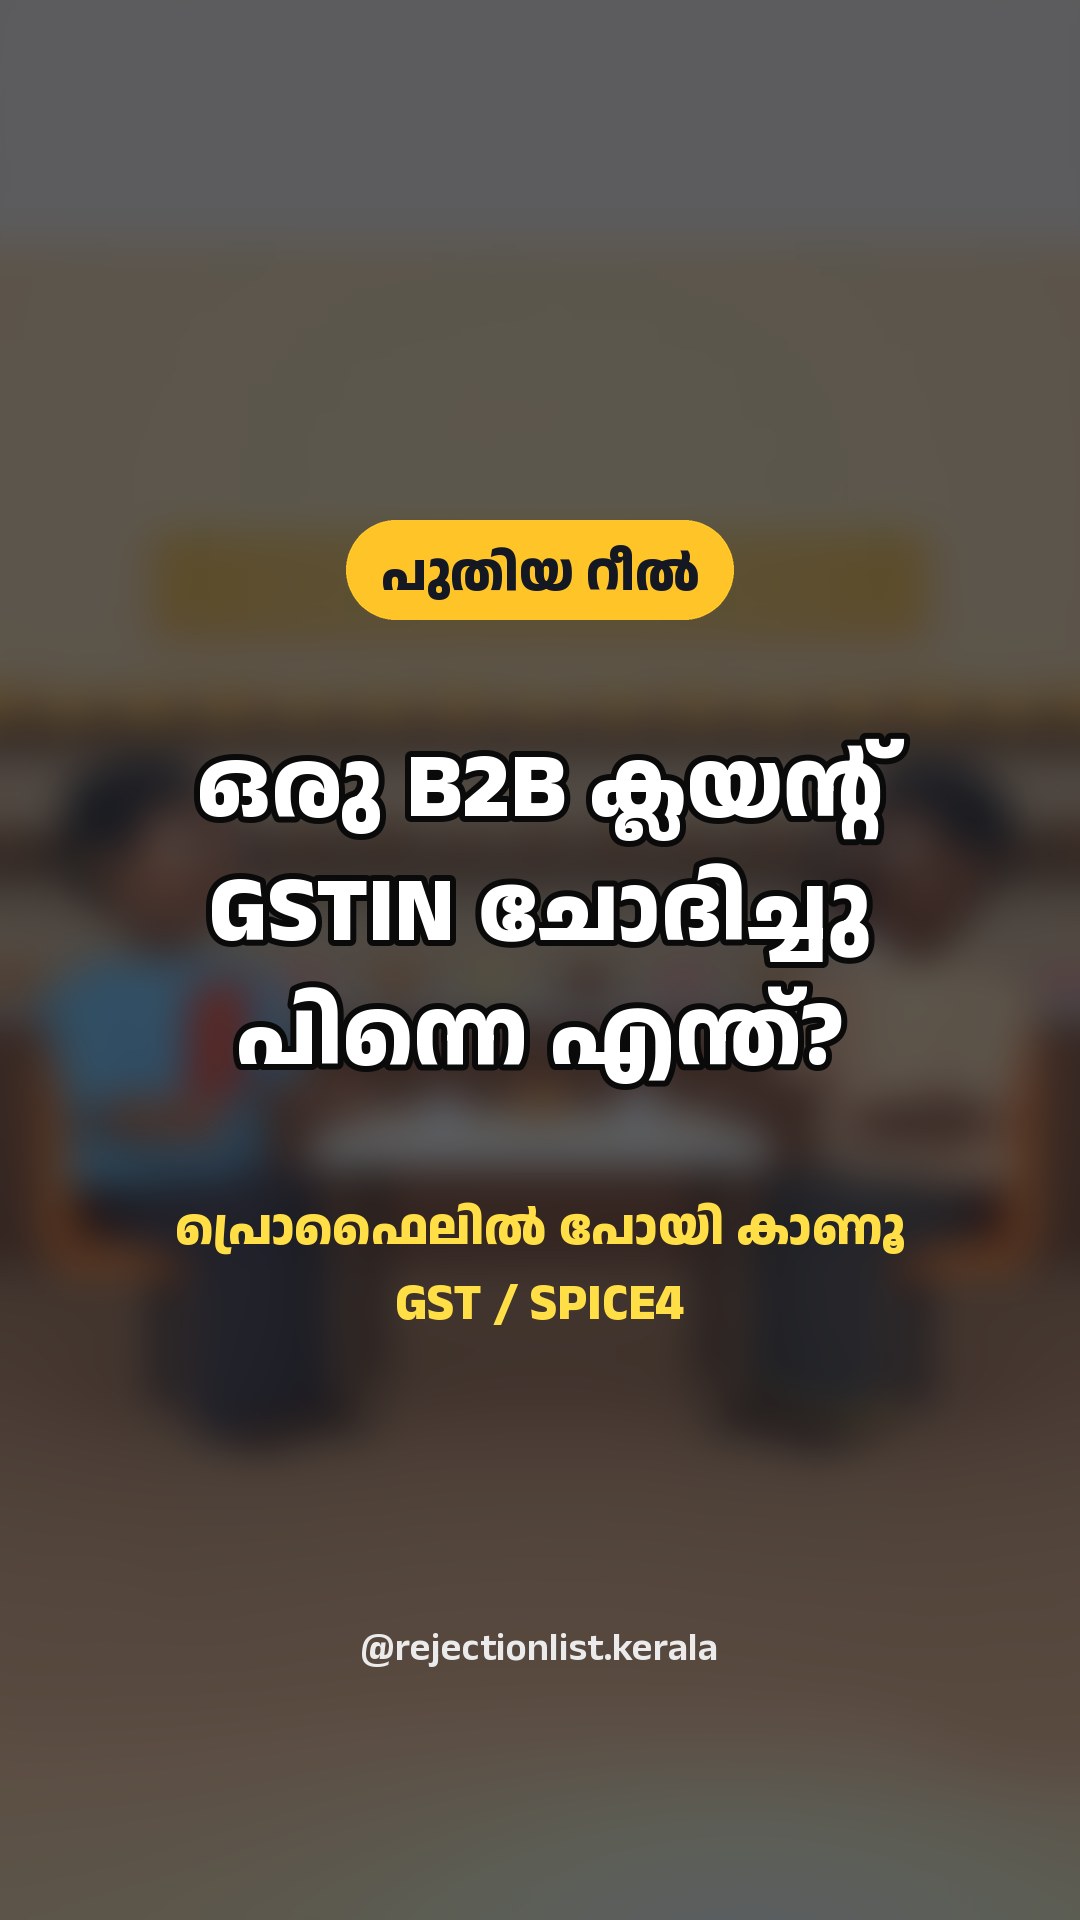 പുതിയ റീൽ
ഒരു B2B ക്ലയന്റ്
GSTIN ചോദിച്ചു
പിന്നെ എന്ത്?
പ്രൊഫൈലിൽ പോയി കാണൂ
GST / SPICE4
@rejectionlist.kerala